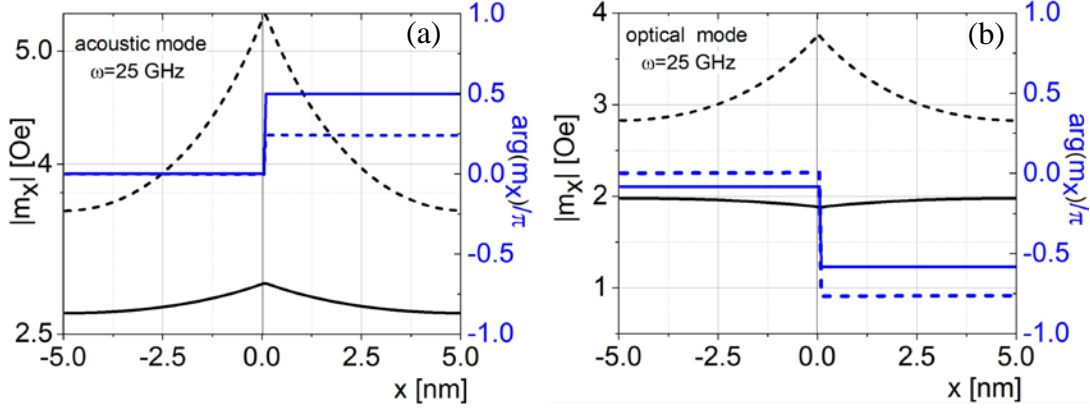 (a)
acoustic mode
ω=25 GHz
|mx| [Oe]
5.0
4
2.5
1.0
0.5
0.0
-0.5
-1.0
arg(mx)/π
-5.0 -2.5 0.0 2.5 5.0
x [nm]
(b)
optical mode
ω=25 GHz
|mx| [Oe]
4
3
2
1
1.0
0.5
0.0
-0.5
-1.0
arg(mx)/π
-5.0 -2.5 0.0 2.5 5.0
x [nm]